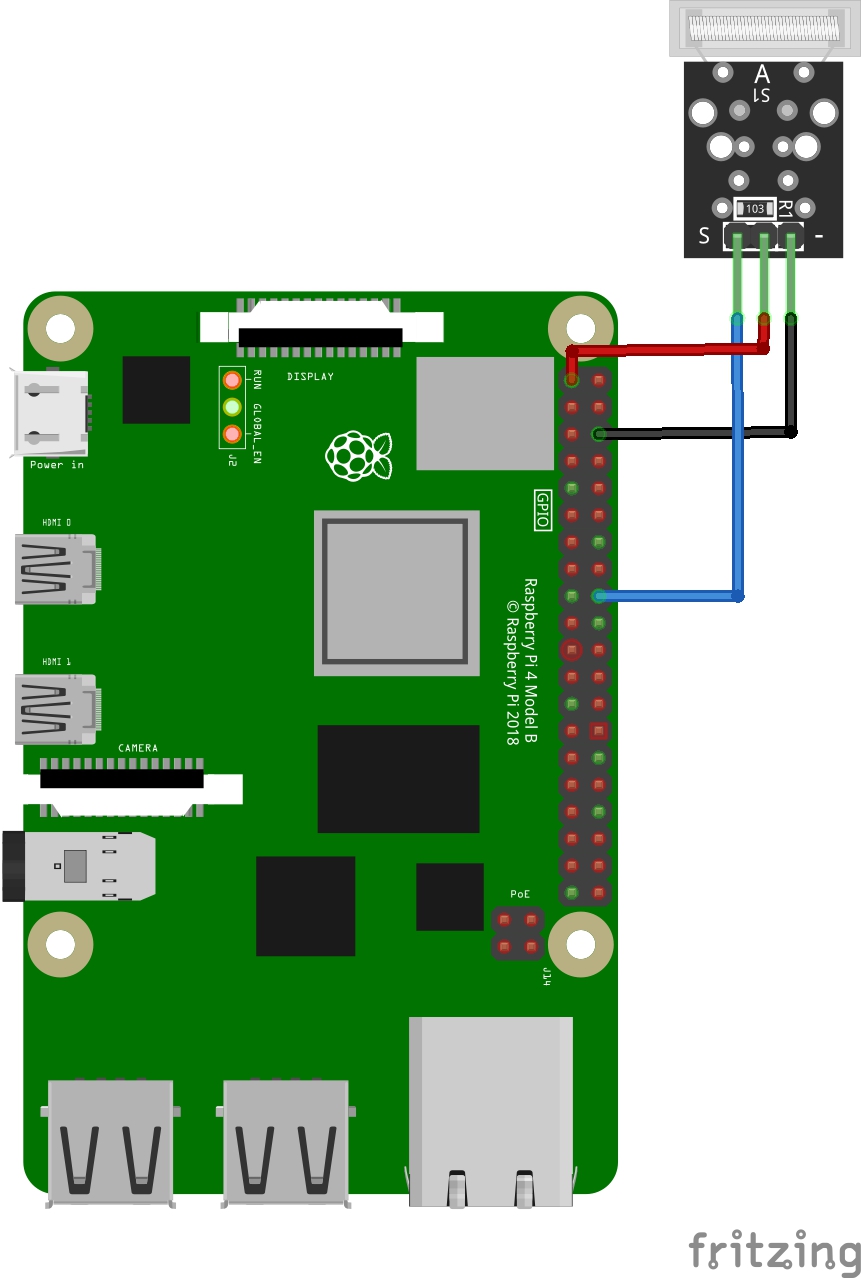 A
S1
103
R1
S
-
DISPLAY
RUN
GLOBAL_EN
J2
Power in
GPIO
HDMI 0
Raspberry Pi 4 Model B
© Raspberry Pi 2018
HDMI 1
CAMERA
PoE
J14
fritzing